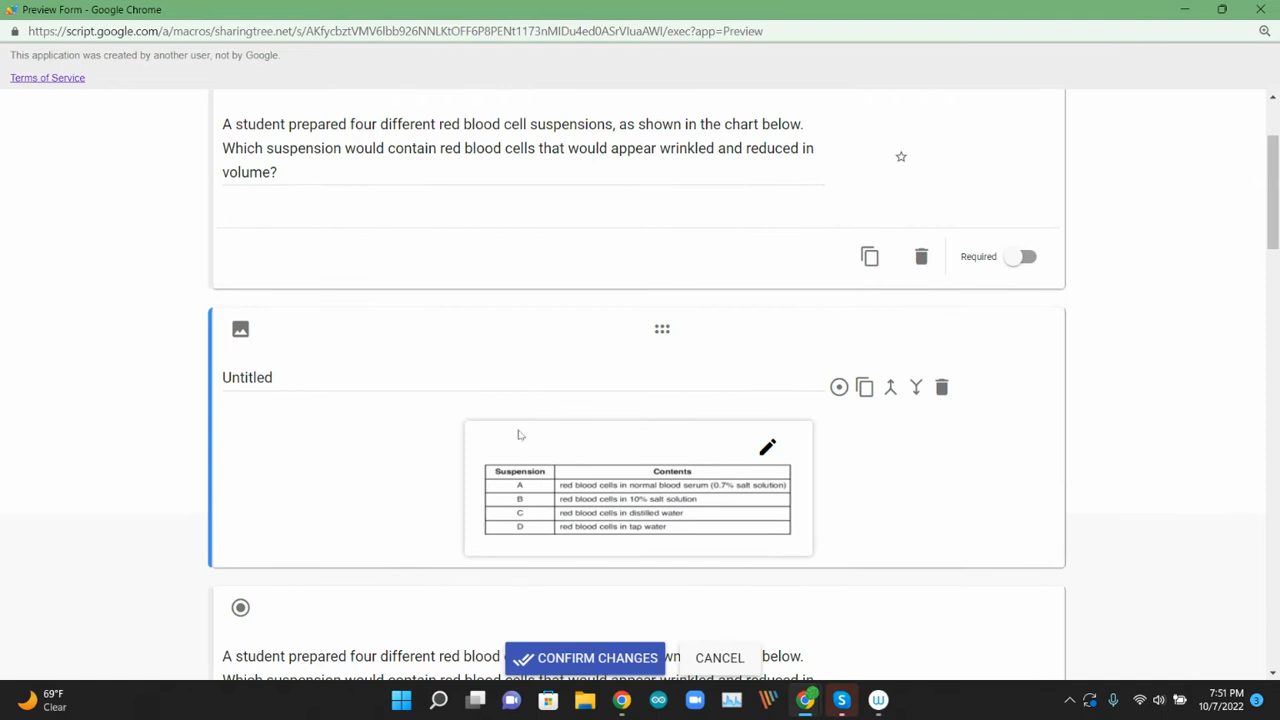 Preview Form - Google Chrome
https://script.google.com/a/macros/sharingtree.net/s/AKfycbztVMV6lbb926NNLKtOFF6P8PENt1173nMIDu4ed0ASrVluaAWI/exec?app=Preview
This application was created by another user, not by Google.
Terms of Service
A student prepared four different red blood cell suspensions, as shown in the chart below.
Which suspension would contain red blood cells that would appear wrinkled and reduced in
volume?
Required
Untitled
Suspension Contents
A red blood cells in normal blood serum (0.7% salt solution)
B red blood cells in 10% salt solution
C red blood cells in distilled water
D red blood cells in tap water
A student prepared four different red blood wn below.
CONFIRM CHANGES CANCEL
69°F
Clear
7:51 PM
10/7/2022
3